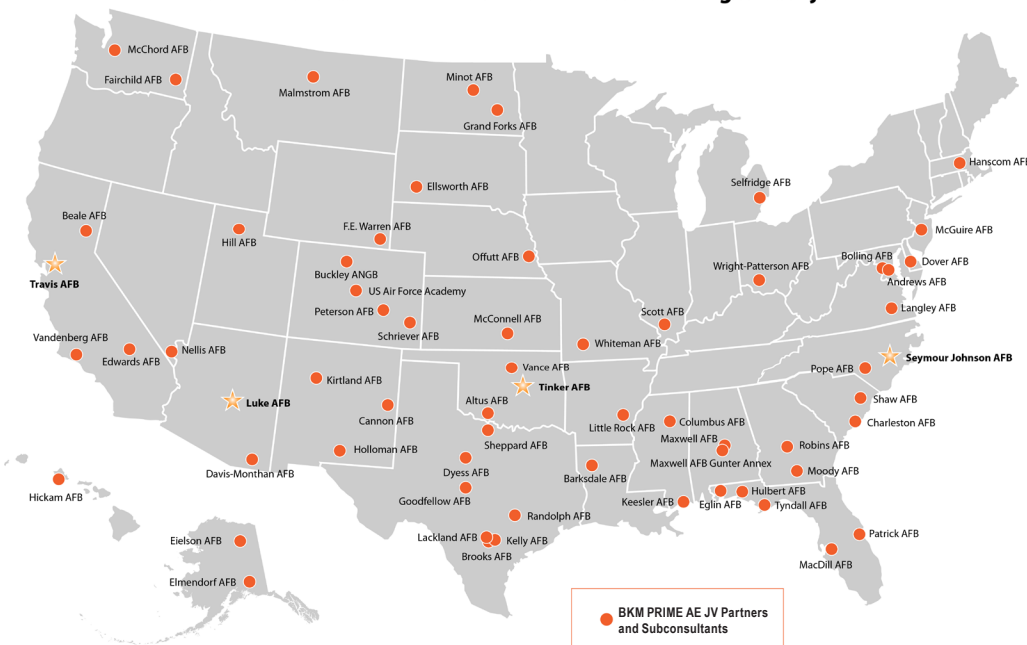 McChord AFB
Fairchild AFB
Malmstrom AFB
Minot AFB
Grand Forks AFB
Hanscom AFB
Selfridge AFB
Ellsworth AFB
Beale AFB
Hill AFB
F.E. Warren AFB
McGuire AFB
Offutt AFB
Bolling AFB
Dover AFB
Wright-Patterson AFB
Buckley ANGB
Andrews AFB
Travis AFB
US Air Force Academy
Peterson AFB
Langley AFB
Scott AFB
McConnell AFB
Schriever AFB
Vandenberg AFB
Whiteman AFB
Nellis AFB
Edwards AFB
Seymour Johnson AFB
Vance AFB
Pope AFB
Kirtland AFB
Tinker AFB
Luke AFB
Altus AFB
Shaw AFB
Cannon AFB
Little Rock AFB
Columbus AFB
Charleston AFB
Maxwell AFB
Sheppard AFB
Robins AFB
Holloman AFB
Maxwell AFB Gunter Annex
Davis-Monthan AFB
Dyess AFB
Moody AFB
Barksdale AFB
Hickam AFB
Goodfellow AFB
Keesler AFB
Hulbert AFB
Eglin AFB
Tyndall AFB
Randolph AFB
Patrick AFB
Eielson AFB
Lackland AFB
Kelly AFB
Brooks AFB
MacDill AFB
Elmendorf AFB
BKM PRIME AE JV Partners
and Subconsultants